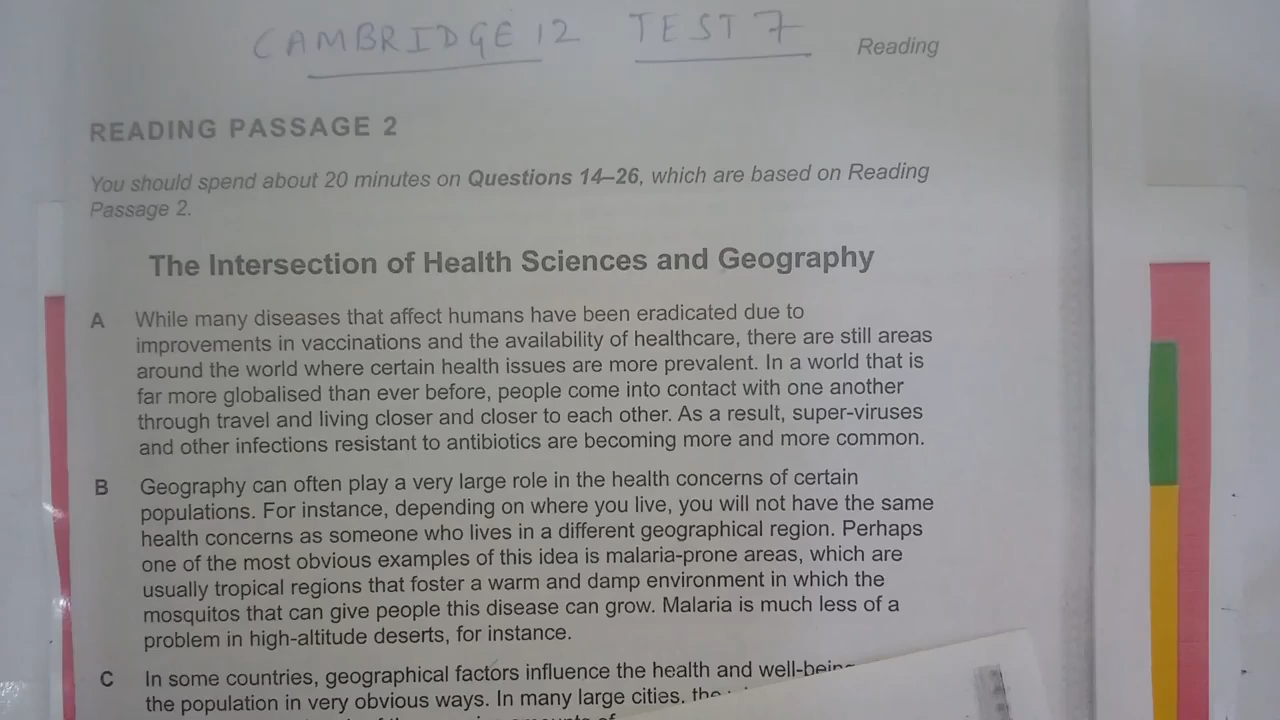 CAMBRIDGE 12 TEST 7
Reading
READING PASSAGE 2
You should spend about 20 minutes on Questions 14–26, which are based on Reading
Passage 2.
The Intersection of Health Sciences and Geography
A While many diseases that affect humans have been eradicated due to
improvements in vaccinations and the availability of healthcare, there are still areas
around the world where certain health issues are more prevalent. In a world that is
far more globalised than ever before, people come into contact with one another
through travel and living closer and closer to each other. As a result, super-viruses
and other infections resistant to antibiotics are becoming more and more common.
B Geography can often play a very large role in the health concerns of certain
populations. For instance, depending on where you live, you will not have the same
health concerns as someone who lives in a different geographical region. Perhaps
one of the most obvious examples of this idea is malaria-prone areas, which are
usually tropical regions that foster a warm and damp environment in which the
mosquitos that can give people this disease can grow. Malaria is much less of a
problem in high-altitude deserts, for instance.
C In some countries, geographical factors influence the health and well-being
the population in very obvious ways. In many large cities, the
of